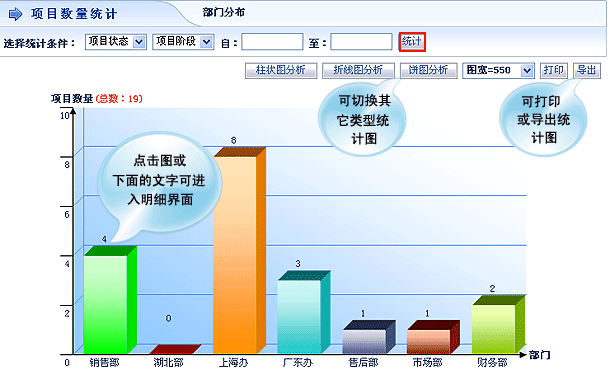 项目数量统计
部门分布
选择统计条件： 项目状态 项目阶段 自： 至： 统计
柱状图分析 折线图分析 饼图分析 图宽=550 打印 导出
项目数量 (总数：19)
可切换其
它类型统
计图
可打印
或导出统
计图
点击图或
下面的文字可进
入明细界面
10
8
6
4
2
0
4
0
8
3
1
1
2
销售部 湖北部 上海办 广东办 售后部 市场部 财务部
部门